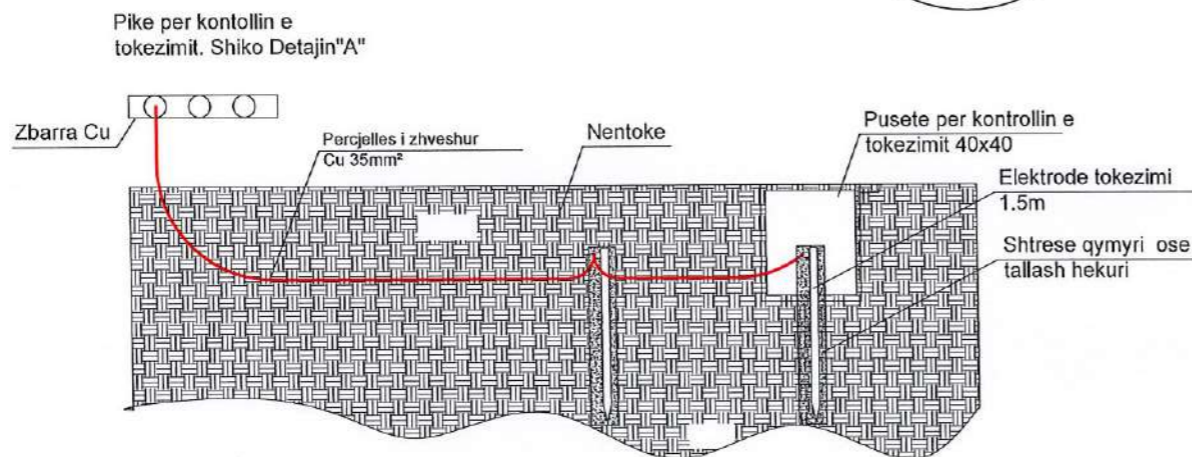 Pike per kontollin e
tokezimit. Shiko Detajin"A"
Zbarra Cu
Percjelles i zhveshur
Cu 35mm²
Nentoke
Pusete per kontrollin e
tokezimit 40x40
Elektrode tokezimi
1.5m
Shtrese qymyri ose
tallash hekuri